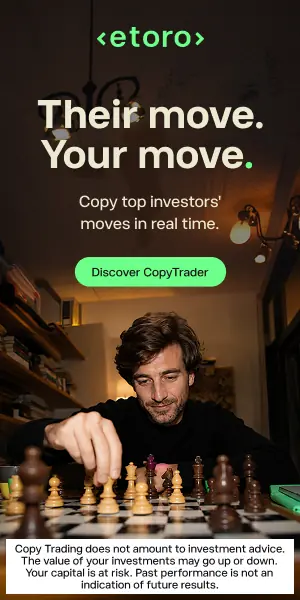 ‹etoro›
Their move.
Your move.
Copy top investors'
moves in real time.
Discover CopyTrader
Copy Trading does not amount to investment advice.
The value of your investments may go up or down.
Your capital is at risk. Past performance is not an
indication of future results.